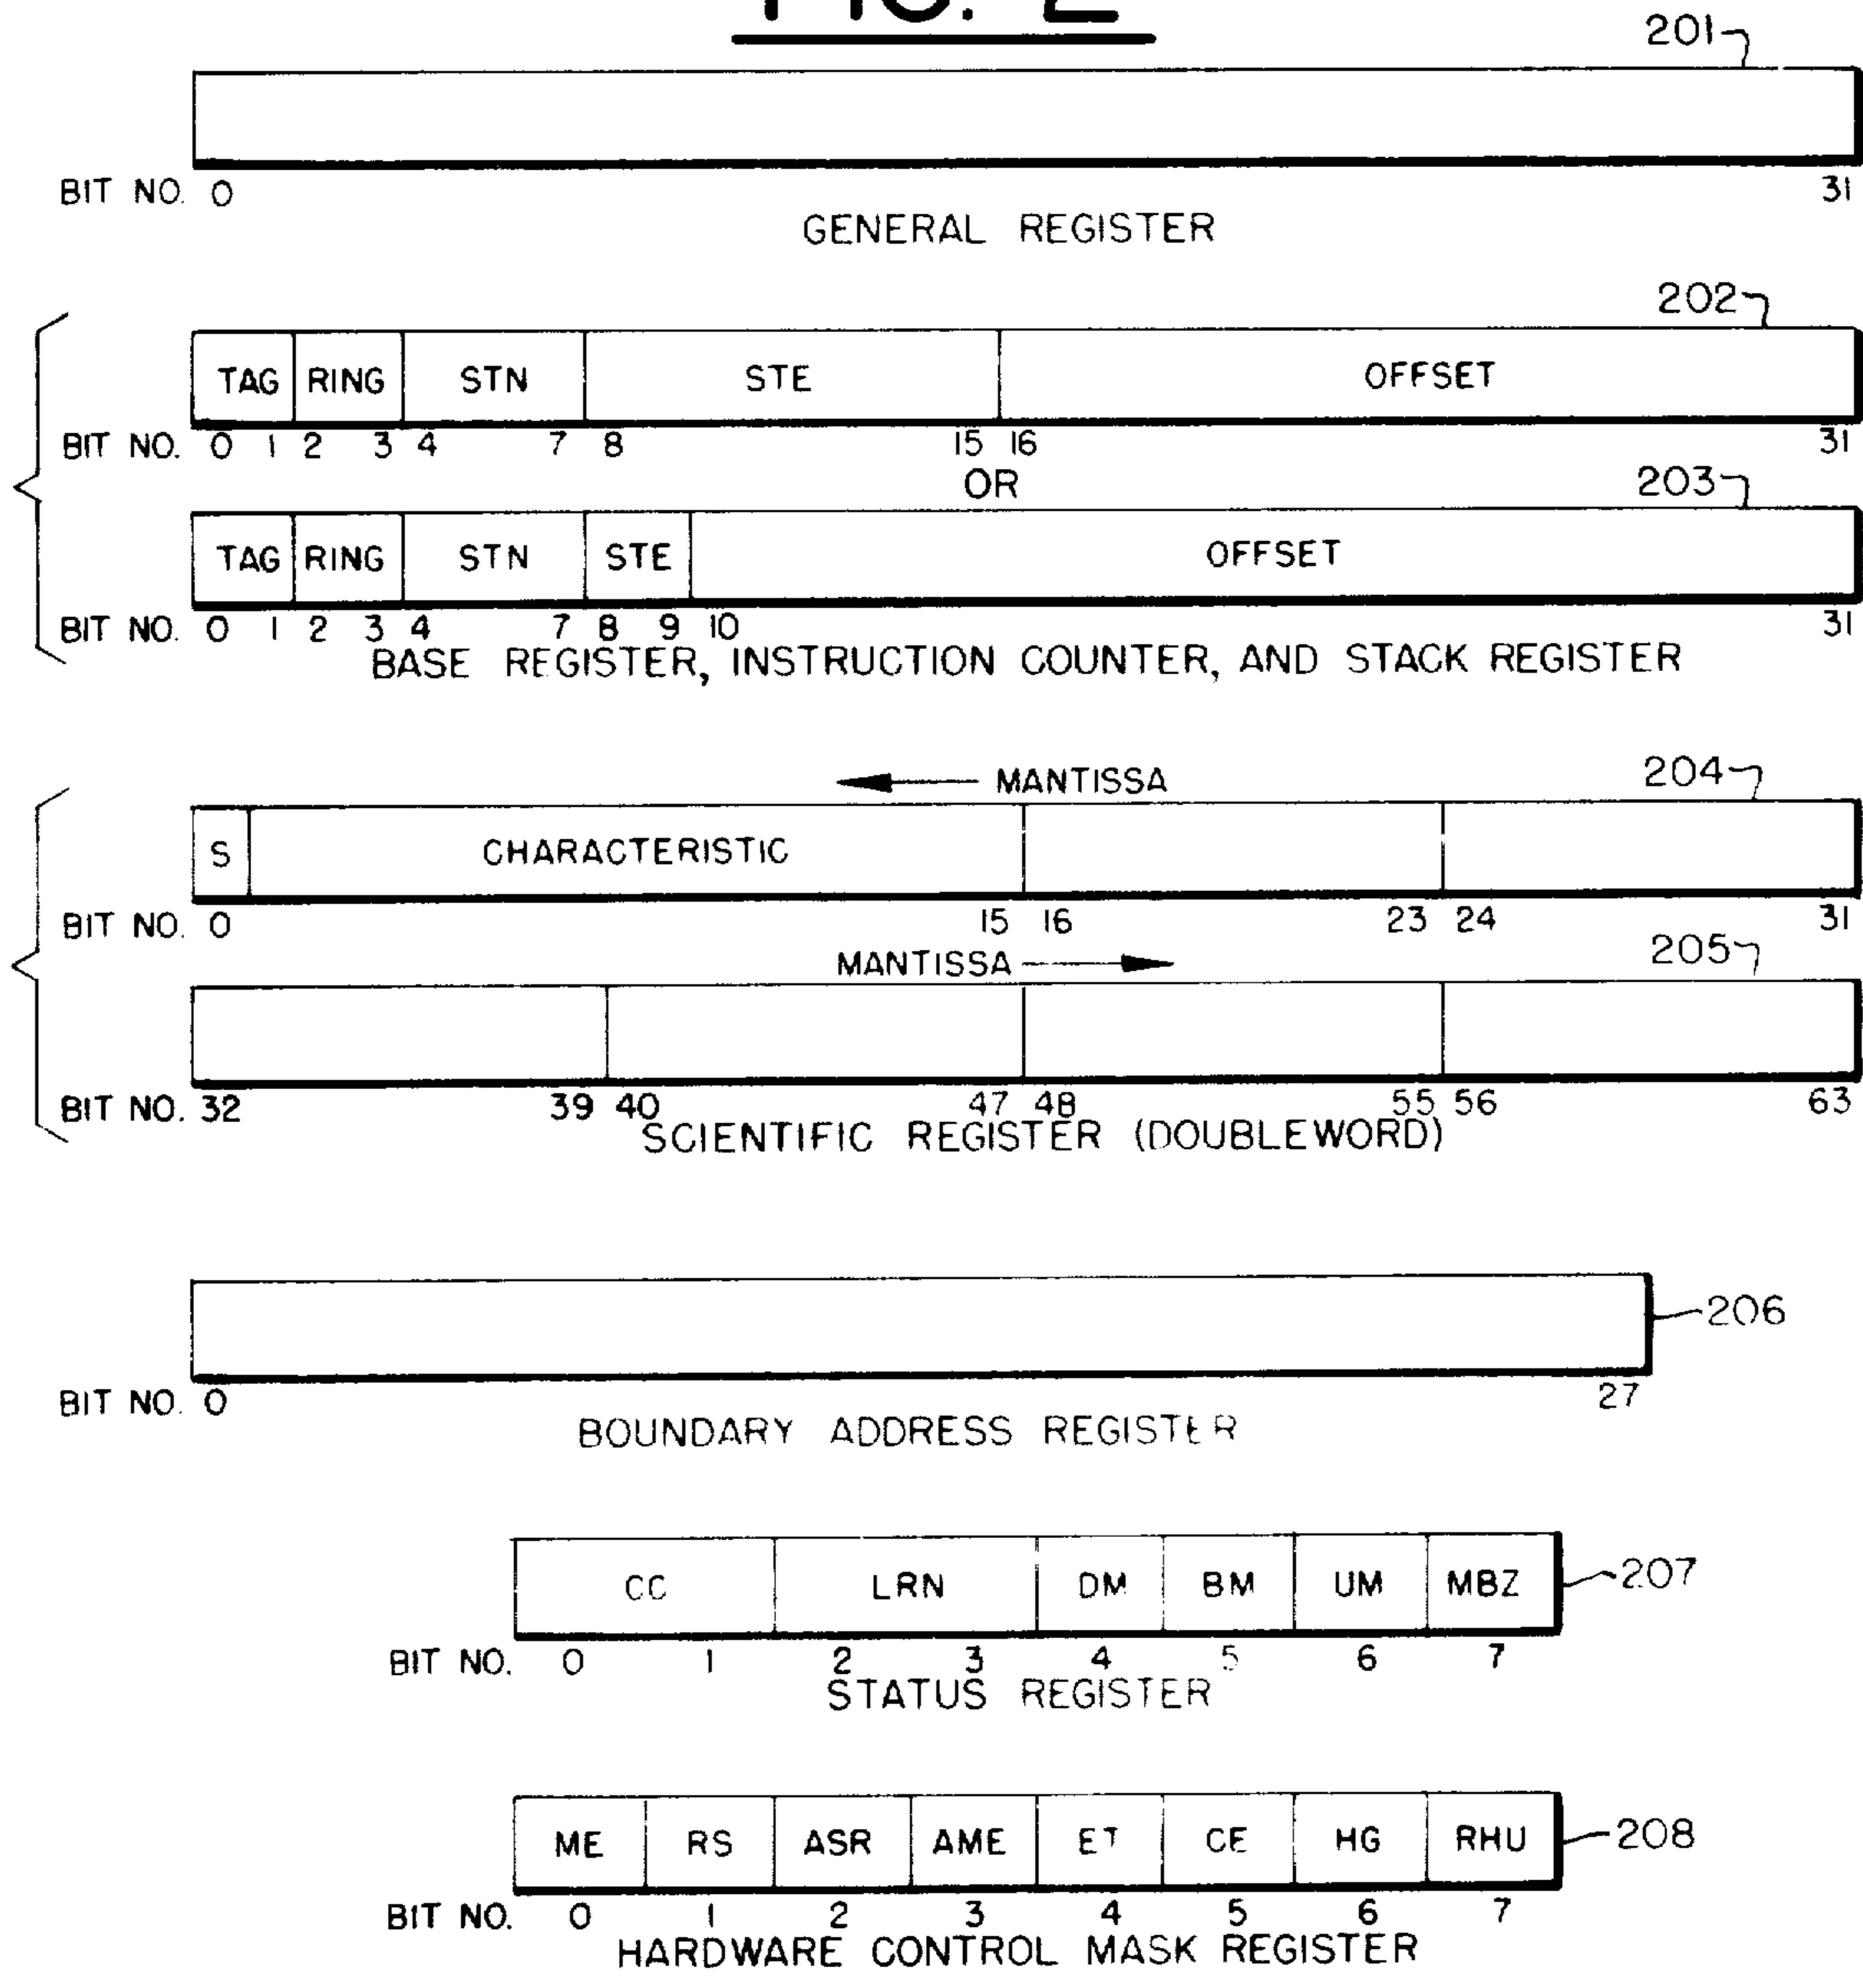 FIG. 2
201
BIT NO. 0 31
GENERAL REGISTER
202
TAG RING STN STE OFFSET
BIT NO. 0 1 2 3 4 7 8 15 16 31
OR
203
TAG RING STN STE OFFSET
BIT NO. 0 1 2 3 4 7 8 9 10 31
BASE REGISTER, INSTRUCTION COUNTER, AND STACK REGISTER
MANTISSA
204
S CHARACTERISTIC
BIT NO. 0 15 16 23 24 31
MANTISSA
205
BIT NO. 32 39 40 47 48 55 56 63
SCIENTIFIC REGISTER (DOUBLEWORD)
206
BIT NO. 0 27
BOUNDARY ADDRESS REGISTER
CC LRN DM BM UM MBZ 207
BIT NO. 0 1 2 3 4 5 6 7
STATUS REGISTER
ME RS ASR AME ET CE HG RHU 208
BIT NO. 0 1 2 3 4 5 6 7
HARDWARE CONTROL MASK REGISTER